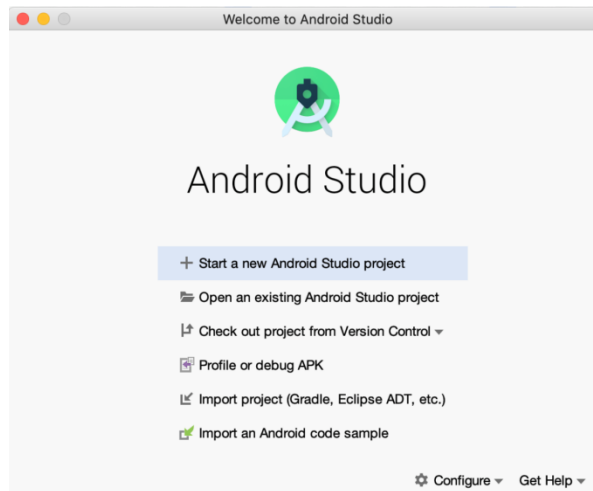 Welcome to Android Studio
Android Studio
Start a new Android Studio project
Open an existing Android Studio project
Check out project from Version Control
Profile or debug APK
Import project (Gradle, Eclipse ADT, etc.)
Import an Android code sample
Configure Get Help